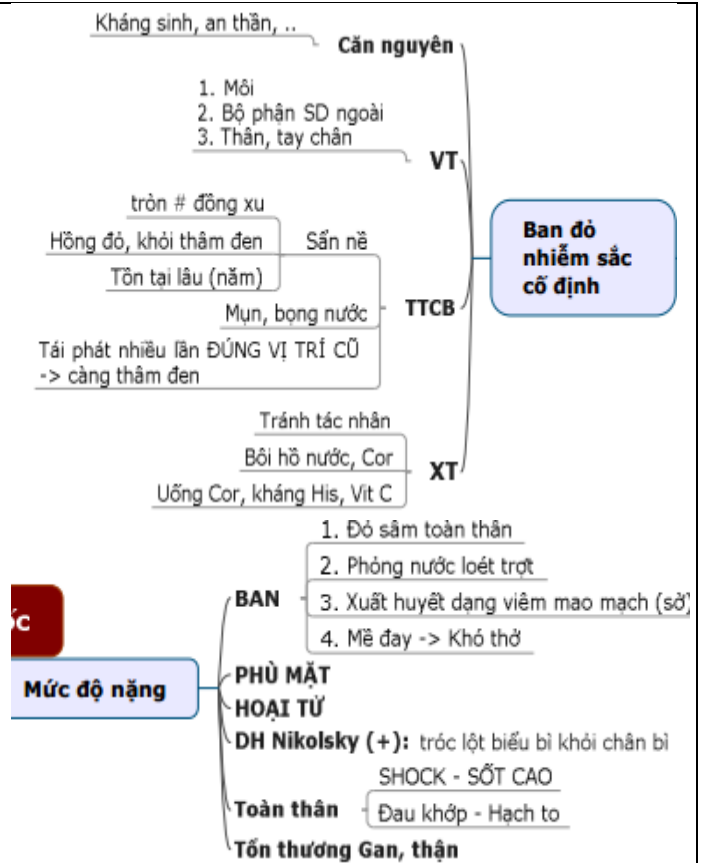 Kháng sinh, an thần, ..
Căn nguyên
1. Môi
2. Bộ phận SD ngoài
3. Thân, tay chân
VT
tròn # đồng xu
Hồng đỏ, khỏi thâm đen
Tồn tại lâu (năm)
Sẩn nề
Mụn, bọng nước
Tái phát nhiều lần ĐÚNG VỊ TRÍ CŨ
-> càng thâm đen
TTCB
Tránh tác nhân
Bôi hồ nước, Cor
Uống Cor, kháng His, Vit C
XT
Ban đỏ
nhiễm sắc
cố định
ốc
Mức độ nặng
BAN
1. Đỏ sẫm toàn thân
2. Phỏng nước loét trợt
3. Xuất huyết dạng viêm mao mạch (sờ)
4. Mề đay -> Khó thở
PHÙ MẶT
HOẠI TỬ
DH Nikolsky (+): tróc lột biểu bì khỏi chân bì
Toàn thân
SHOCK - SỐT CAO
Đau khớp - Hạch to
Tổn thương Gan, thận